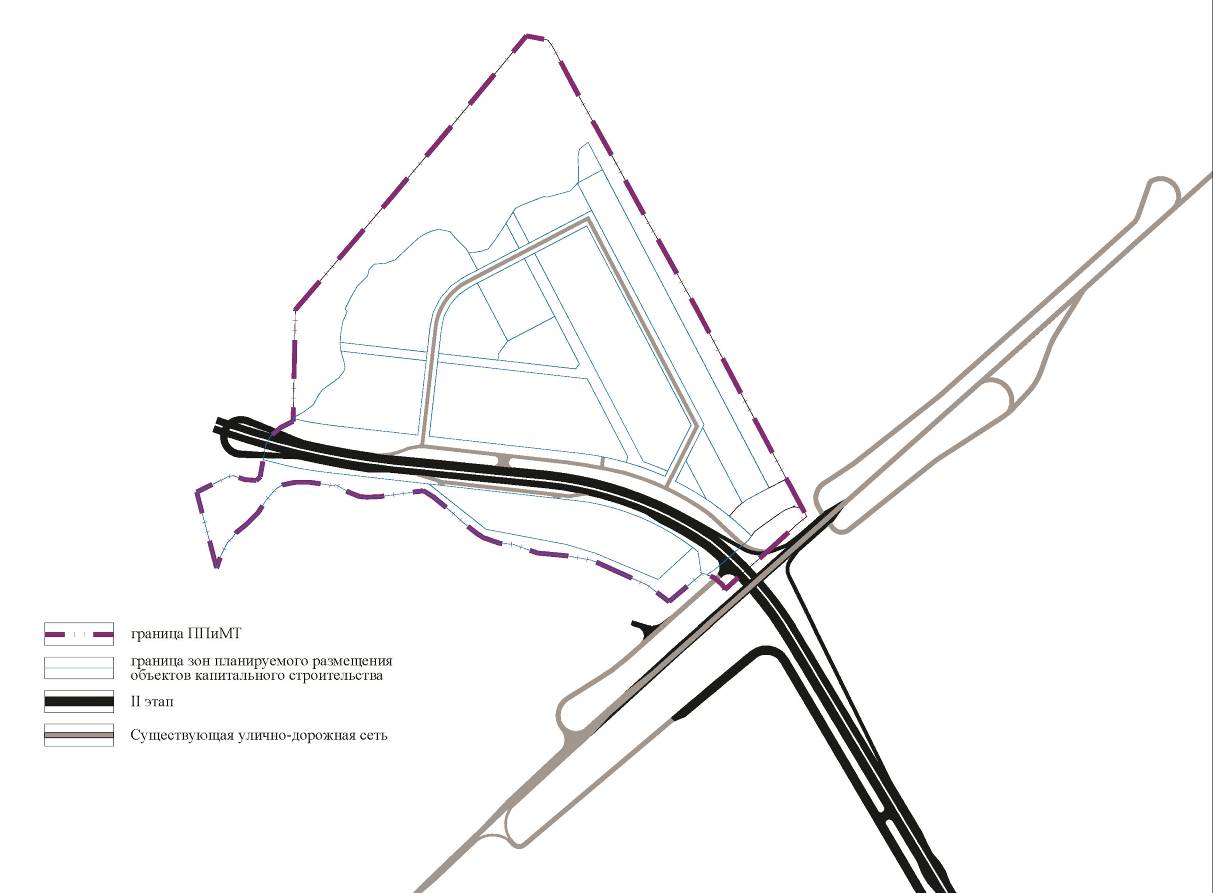 граница ППиМТ
граница зон планируемого размещения
объектов капитального строительства
II этап
Существующая улично-дорожная сеть